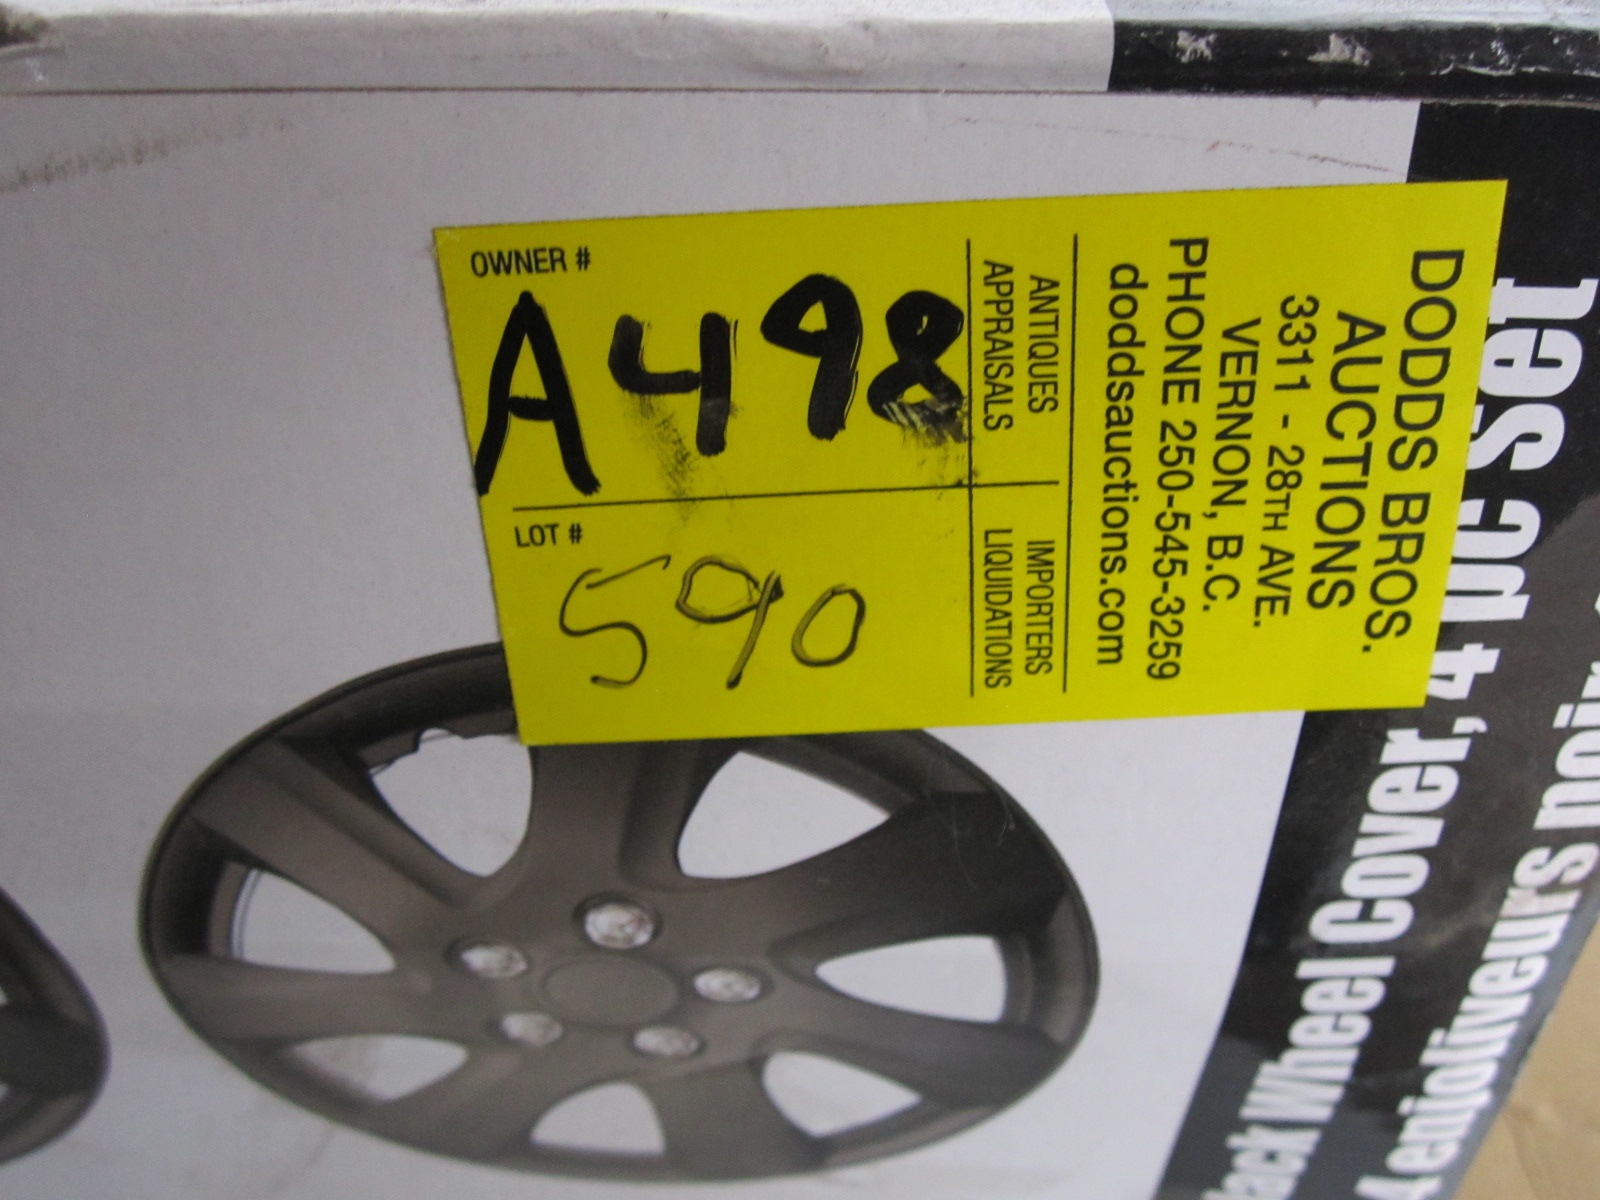 DODDS BROS.
AUCTIONS
3311 - 28TH AVE.
VERNON, B.C.
PHONE 250-545-3259
doddsauctions.com
ANTIQUES
APPRAISALS
IMPORTERS
LIQUIDATIONS
OWNER #
A498
LOT #
590
Wheel Cover, 4 pc set
enjoliveurs